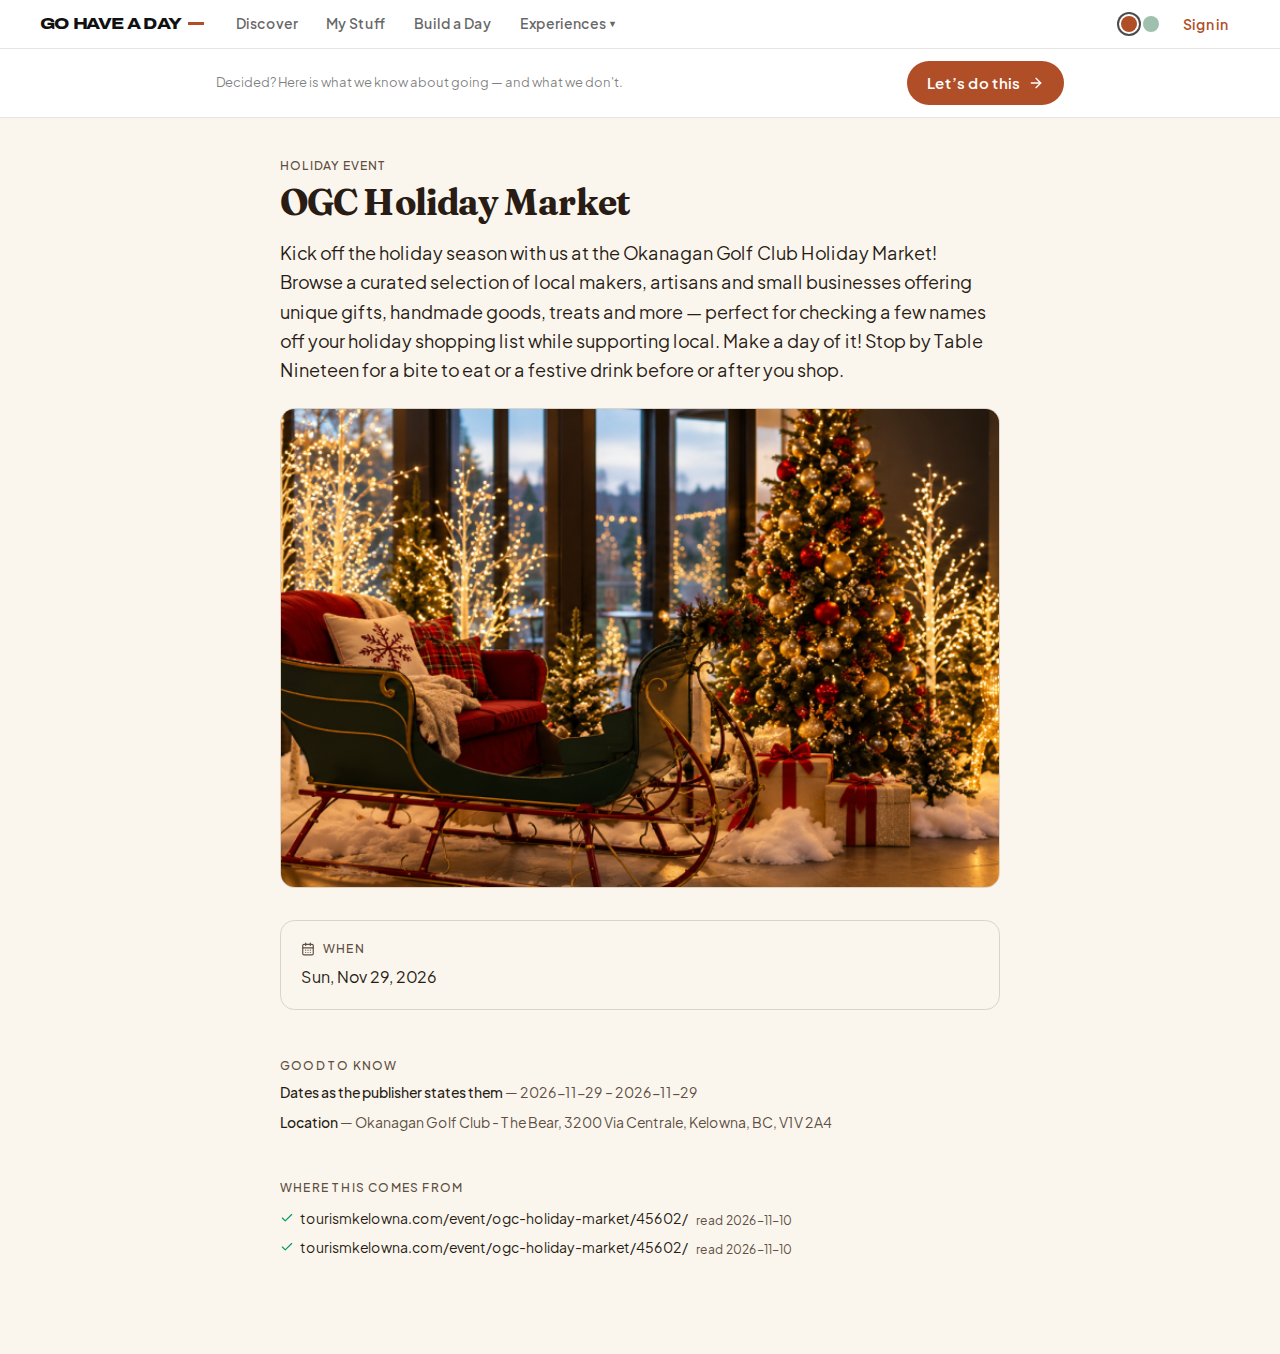 GO HAVE A DAY
Discover
My Stuff
Build a Day
Experiences ▾
Sign in
Decided? Here is what we know about going — and what we don't.
Let's do this →
HOLIDAY EVENT
OGC Holiday Market
Kick off the holiday season with us at the Okanagan Golf Club Holiday Market!
Browse a curated selection of local makers, artisans and small businesses offering
unique gifts, handmade goods, treats and more — perfect for checking a few names
off your holiday shopping list while supporting local. Make a day of it! Stop by Table
Nineteen for a bite to eat or a festive drink before or after you shop.
WHEN
Sun, Nov 29, 2026
GOOD TO KNOW
Dates as the publisher states them — 2026-11-29 – 2026-11-29
Location — Okanagan Golf Club - The Bear, 3200 Via Centrale, Kelowna, BC, V1V 2A4
WHERE THIS COMES FROM
tourismkelowna.com/event/ogc-holiday-market/45602/ read 2026-11-10
tourismkelowna.com/event/ogc-holiday-market/45602/ read 2026-11-10